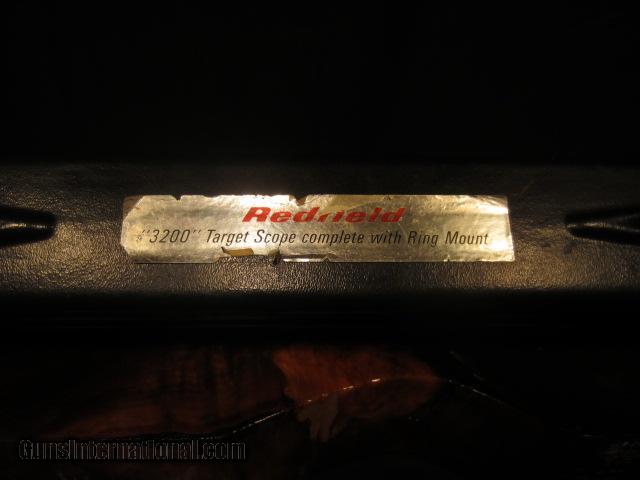 Redfield
"3200" Target Scope complete with Ring Mount
GunsInternational.com